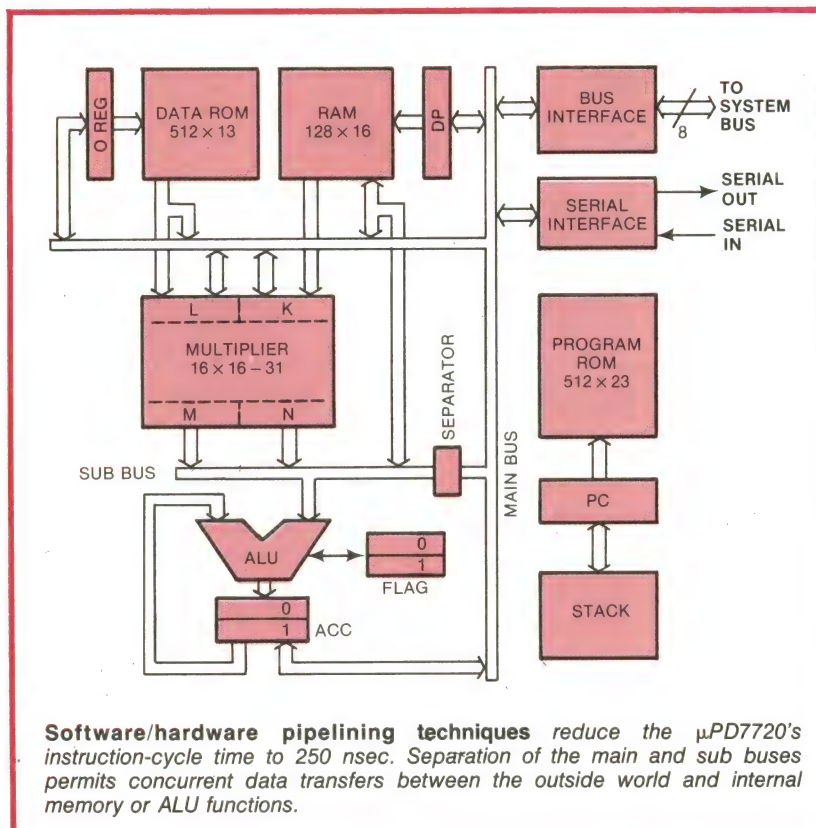 O REG
DATA ROM
512 × 13
RAM
128 × 16
DP
BUS
INTERFACE
8
TO
SYSTEM
BUS
SERIAL
INTERFACE
SERIAL
OUT
SERIAL
IN
L
K
MULTIPLIER
16 × 16 – 31
M
N
SEPARATOR
MAIN BUS
PROGRAM
ROM
512 × 23
SUB BUS
PC
ALU
0
1
FLAG
STACK
0
1
ACC
Software/hardware pipelining techniques reduce the µPD7720's
instruction-cycle time to 250 nsec. Separation of the main and sub buses
permits concurrent data transfers between the outside world and internal
memory or ALU functions.